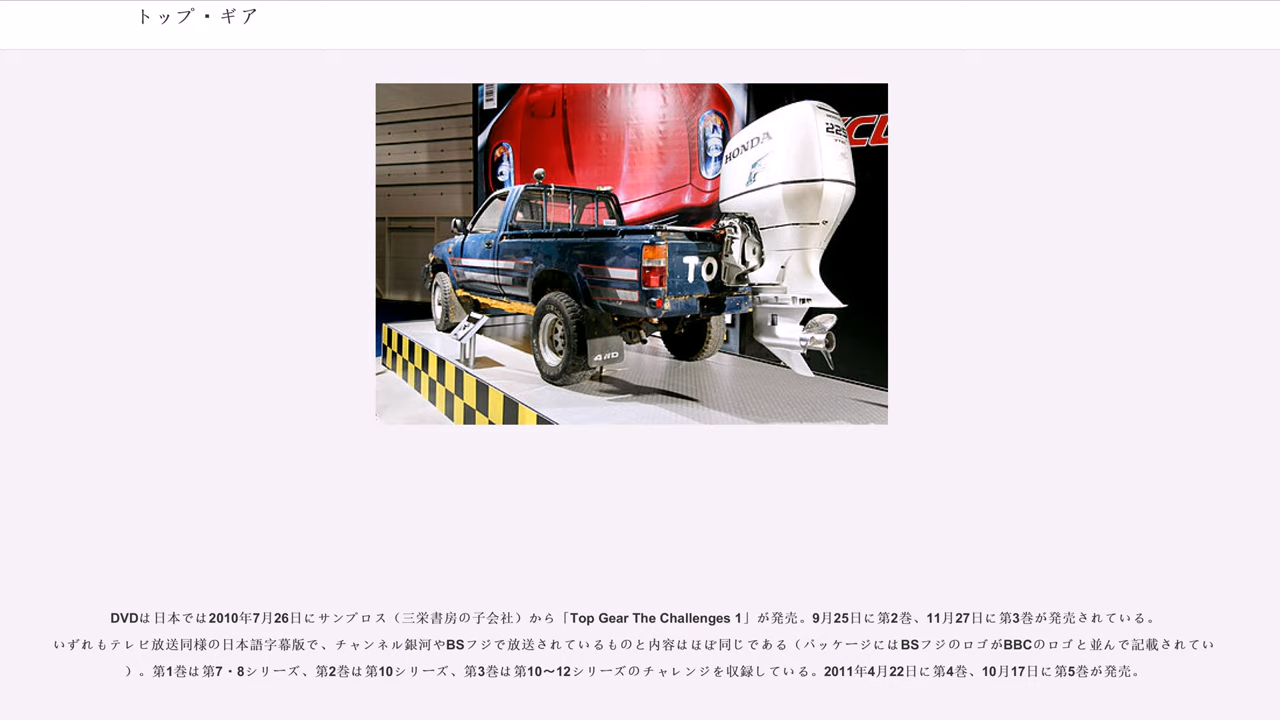 トップ・ギア
HONDA
225
TO
4WD
DVDは日本では2010年7月26日にサンブロス（三栄書房の子会社）から「Top Gear The Challenges 1」が発売。9月25日に第2巻、11月27日に第3巻が発売されている。
いずれもテレビ放送同様の日本語字幕版で、チャンネル銀河やBSフジで放送されているものと内容はほぼ同じである（パッケージにはBSフジのロゴがBBCのロゴと並んで記載されてい
）。第1巻は第7・8シリーズ、第2巻は第10シリーズ、第3巻は第10〜12シリーズのチャレンジを収録している。2011年4月22日に第4巻、10月17日に第5巻が発売。